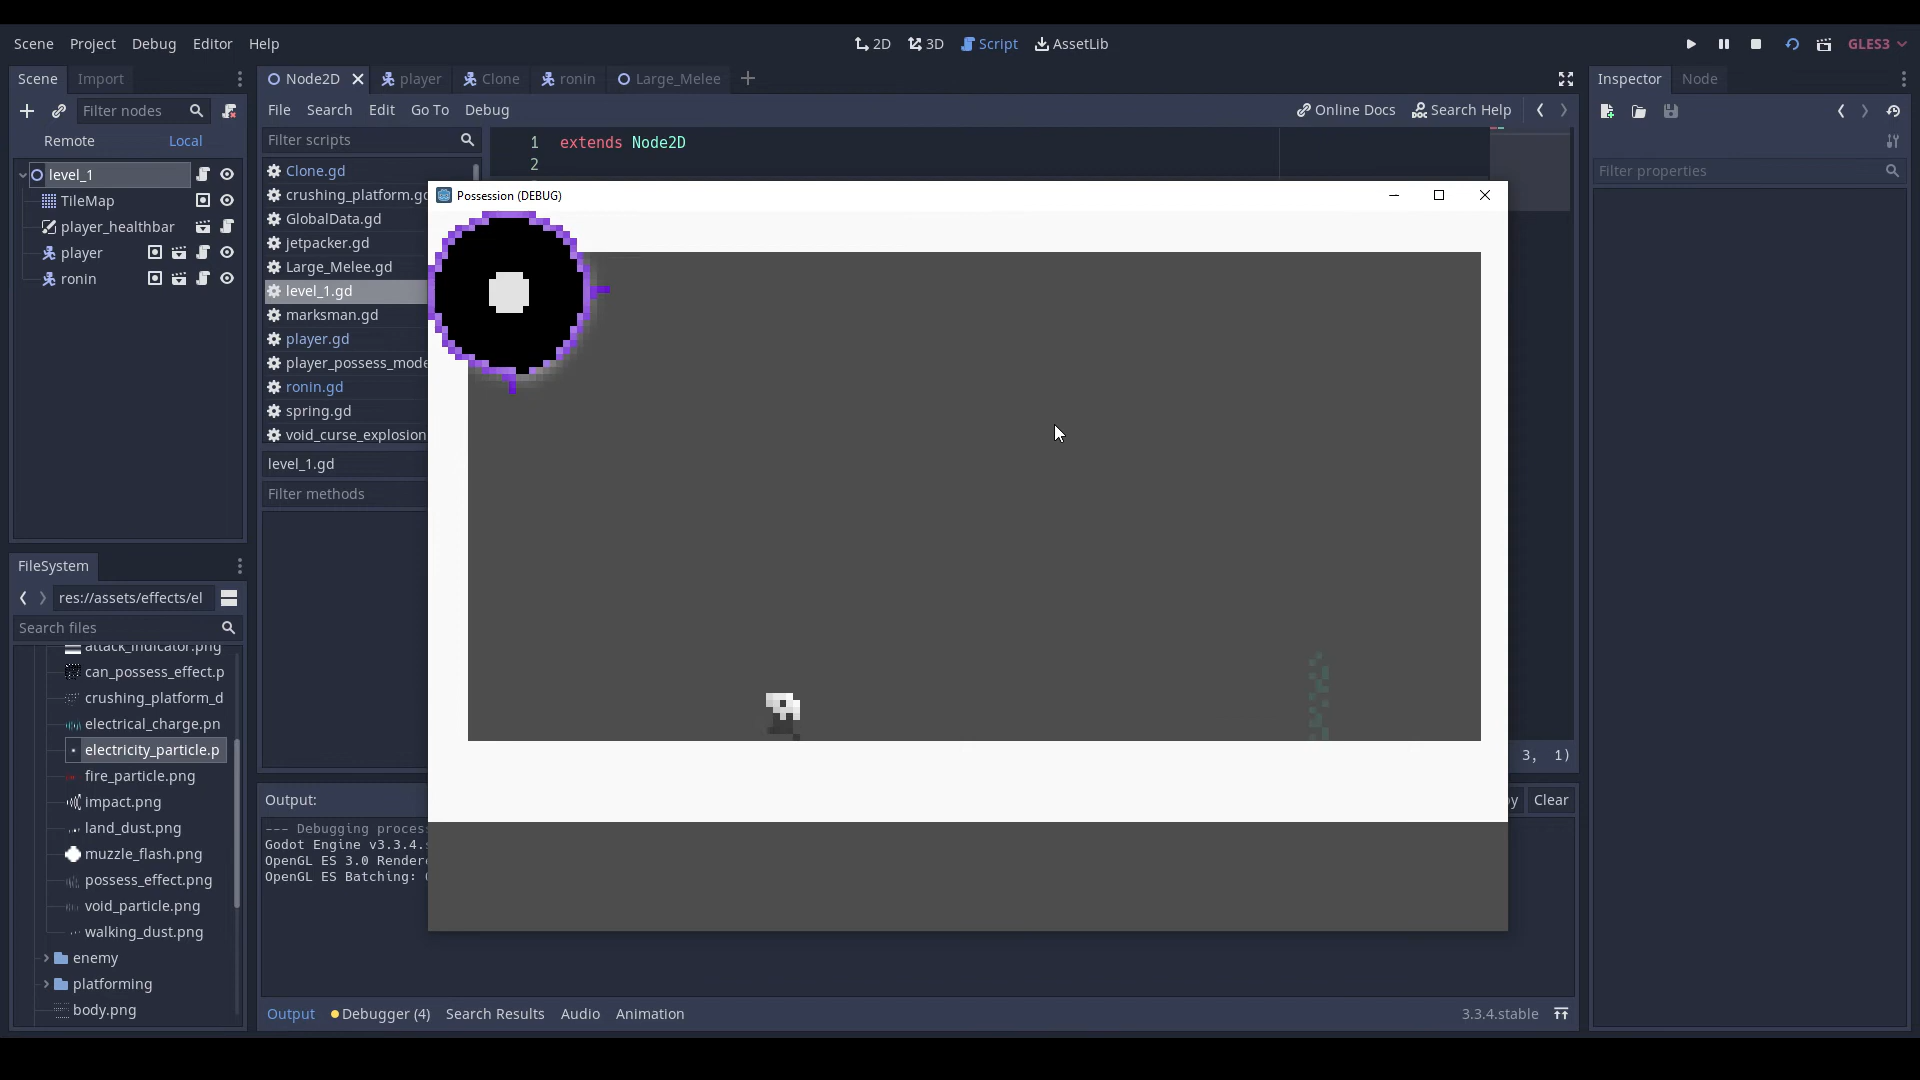 Scene Project Debug Editor Help 2D 3D Script AssetLib GLES3
Scene Import
Filter nodes
Remote Local
level_1
TileMap
player_healthbar
player
ronin
FileSystem
res://assets/effects/el
Search files
attack_indicator.png
can_possess_effect.p
crushing_platform_d
electrical_charge.pn
electricity_particle.p
fire_particle.png
impact.png
land_dust.png
muzzle_flash.png
possess_effect.png
void_particle.png
walking_dust.png
enemy
platforming
body.png
Node2D player Clone ronin Large_Melee
File Search Edit Go To Debug Online Docs Search Help
Filter scripts
Clone.gd
crushing_platform.gd
GlobalData.gd
jetpacker.gd
Large_Melee.gd
level_1.gd
marksman.gd
player.gd
player_possess_mode
ronin.gd
spring.gd
void_curse_explosion
level_1.gd
Filter methods
1 extends Node2D
2
Possession (DEBUG)
3, 1)
Output: Clear
--- Debugging process
Godot Engine v3.3.4.
OpenGL ES 3.0 Rendere
OpenGL ES Batching:
Output Debugger (4) Search Results Audio Animation 3.3.4.stable
Inspector Node
Filter properties